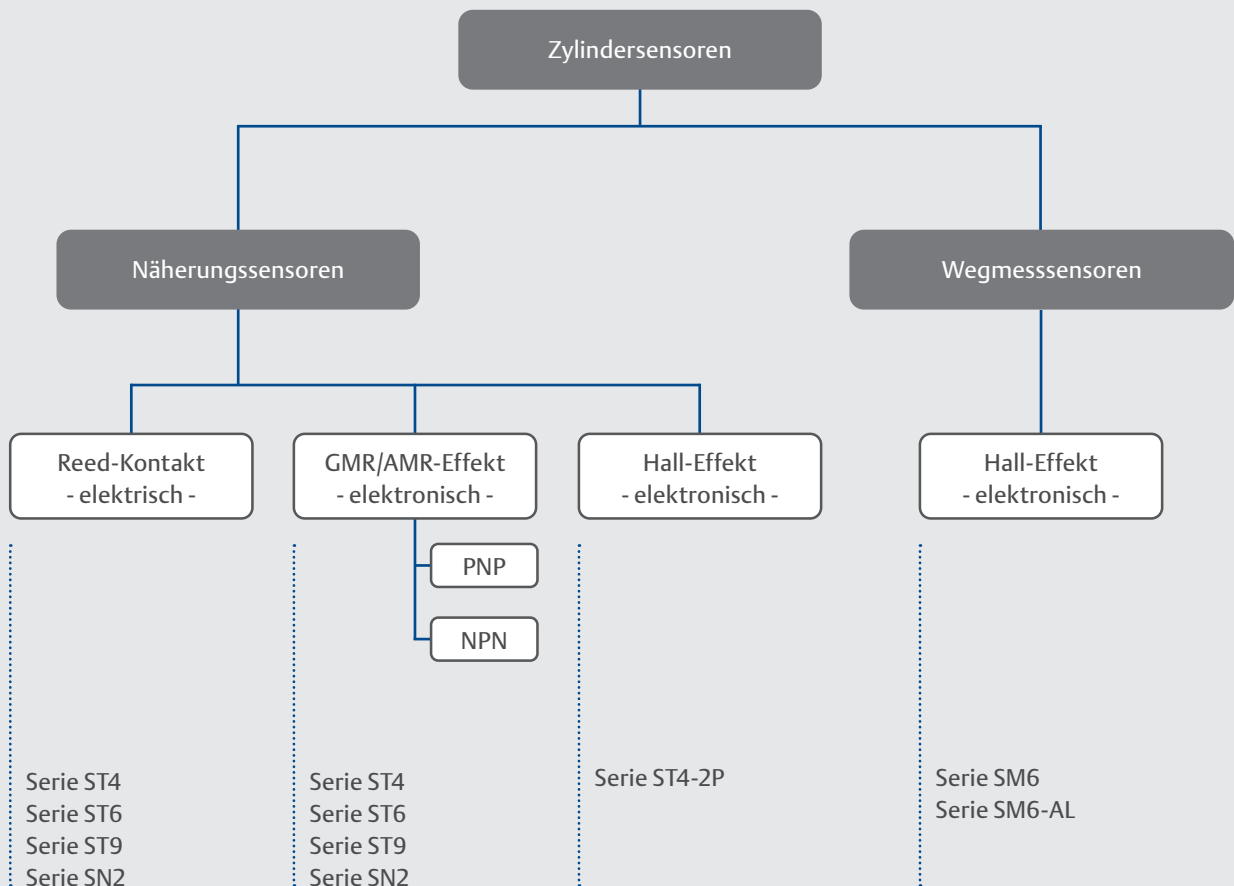 Zylindersensoren
Näherungssensoren
Wegmesssensoren
Reed-Kontakt
- elektrisch -
GMR/AMR-Effekt
- elektronisch -
Hall-Effekt
- elektronisch -
Hall-Effekt
- elektronisch -
PNP
NPN
Serie ST4
Serie ST6
Serie ST9
Serie SN2
Serie ST4
Serie ST6
Serie ST9
Serie SN2
Serie ST4-2P
Serie SM6
Serie SM6-AL